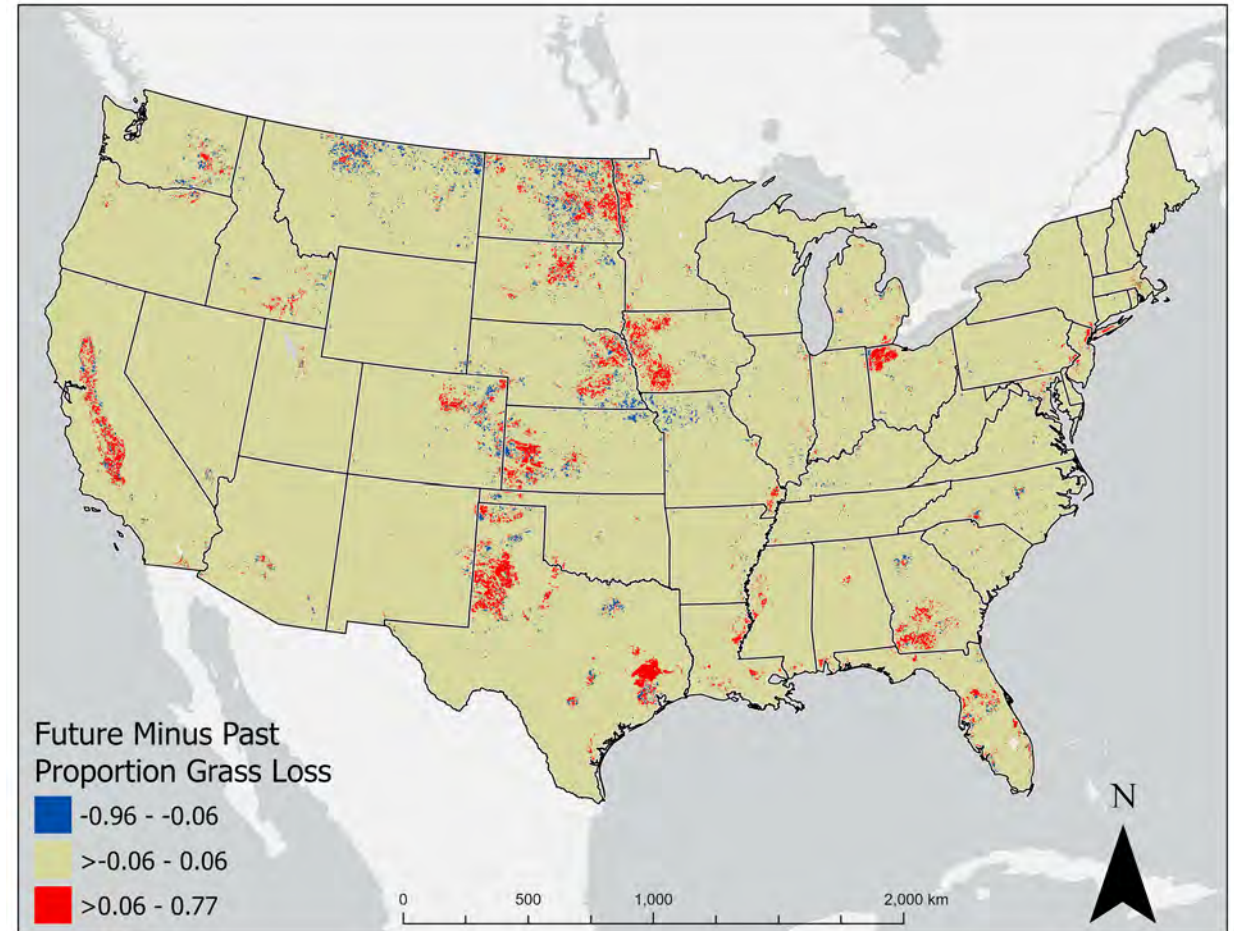 Future Minus Past
Proportion Grass Loss
-0.96 - -0.06
>-0.06 - 0.06
>0.06 - 0.77
N
0 500 1,000 2,000 km